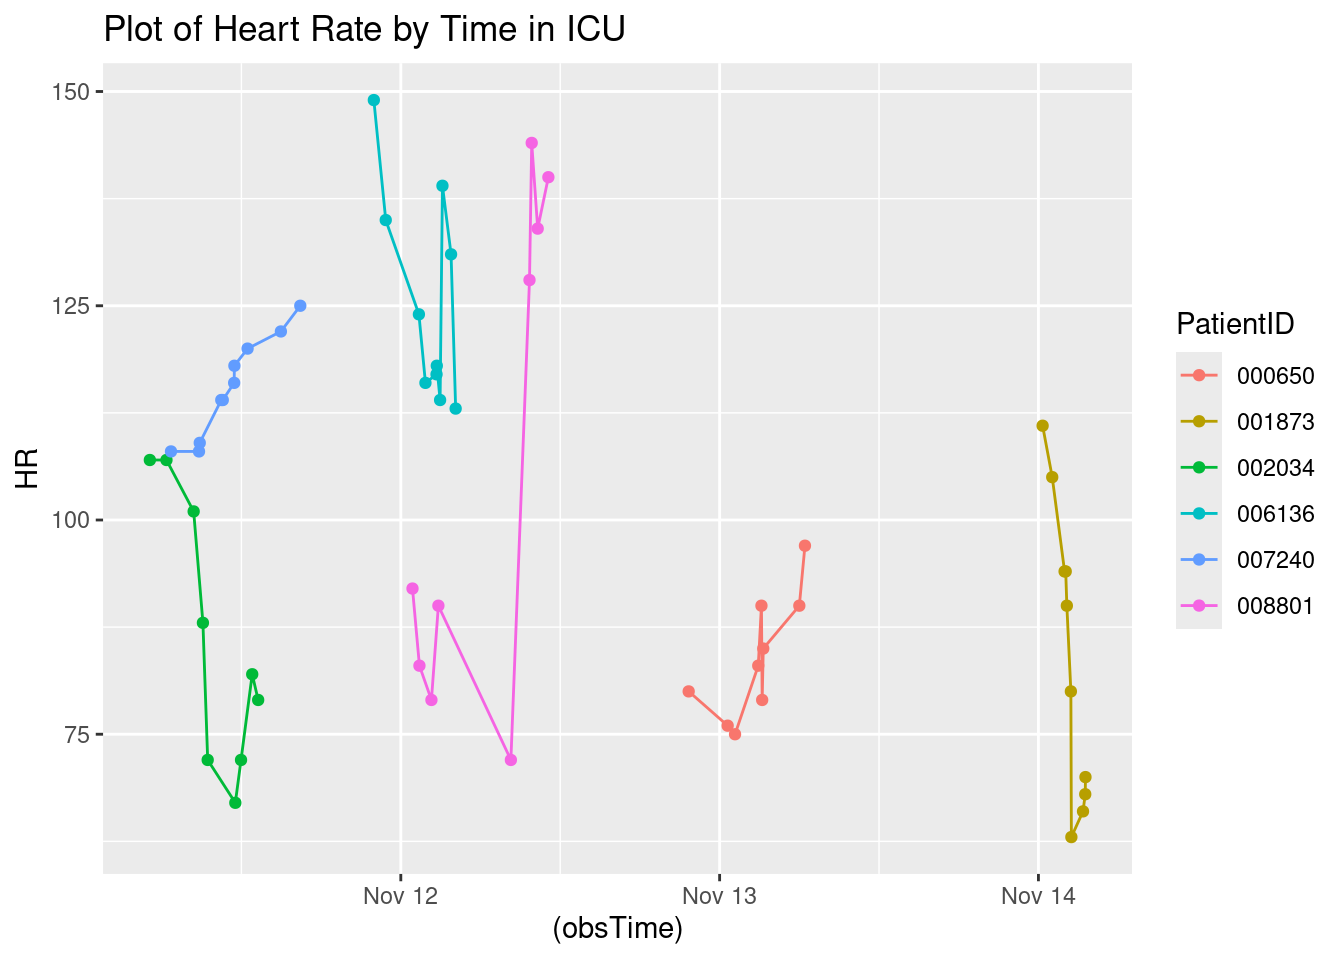 Plot of Heart Rate by Time in ICU
150
125
100
75
HR
Nov 12
Nov 13
Nov 14
(obsTime)
PatientID
000650
001873
002034
006136
007240
008801